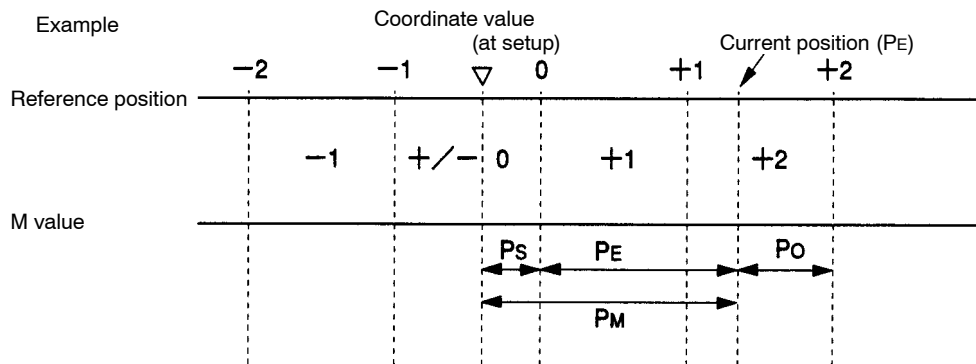 Example
Coordinate value
(at setup)
Current position (PE)
−2 −1 0 +1 +2
Reference position
−1 +/− 0 +1 +2
M value
PS PE PO
PM